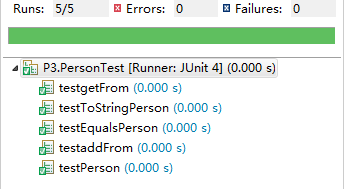 Runs: 5/5 Errors: 0 Failures: 0
P3.PersonTest [Runner: JUnit 4] (0.000 s)
testgetFrom (0.000 s)
testToStringPerson (0.000 s)
testEqualsPerson (0.000 s)
testaddFrom (0.000 s)
testPerson (0.000 s)